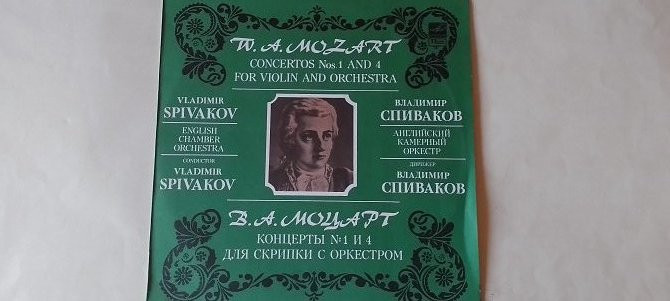 W. A. MOZART
CONCERTOS Nos. 1 AND 4
FOR VIOLIN AND ORCHESTRA
VLADIMIR
SPIVAKOV
ENGLISH
CHAMBER
ORCHESTRA
CONDUCTOR
VLADIMIR
SPIVAKOV
ВЛАДИМИР
СПИВАКОВ
АНГЛИЙСКИЙ
КАМЕРНЫЙ
ОРКЕСТР
ДИРИЖЕР
ВЛАДИМИР
СПИВАКОВ
В. А. МОЦАРТ
КОНЦЕРТЫ №1 И 4
ДЛЯ СКРИПКИ С ОРКЕСТРОМ